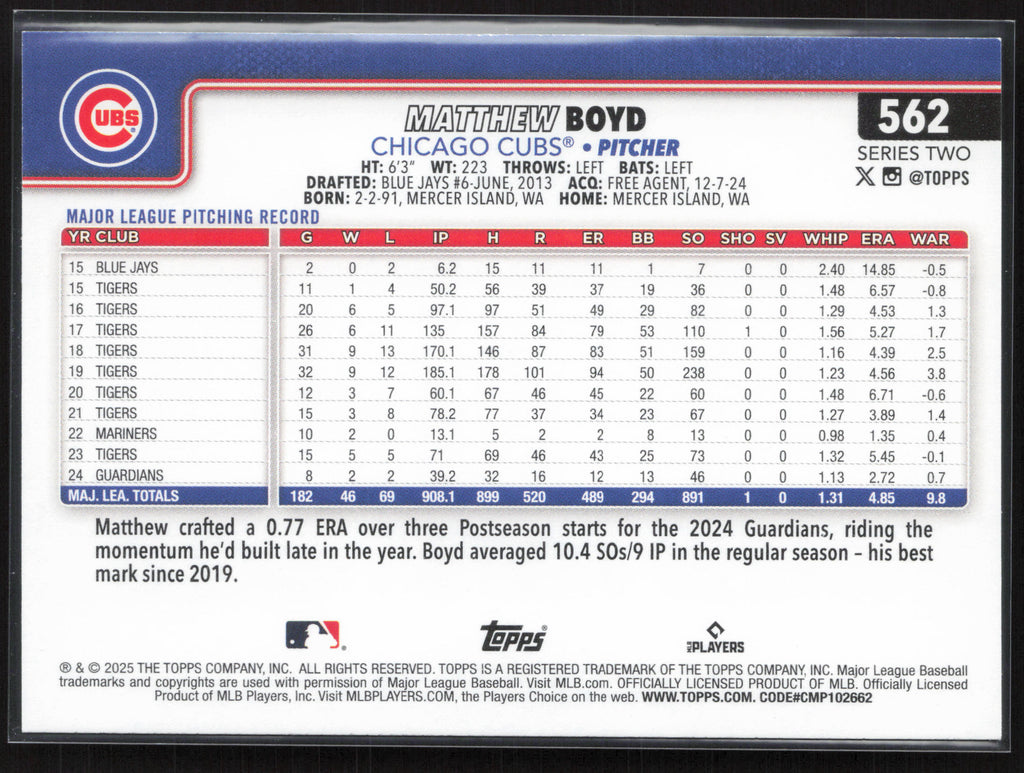 CUBS
MATTHEW BOYD
562
CHICAGO CUBS® • PITCHER
SERIES TWO
HT: 6'3" WT: 223 THROWS: LEFT BATS: LEFT
@TOPPS
DRAFTED: BLUE JAYS #6-JUNE, 2013 ACQ: FREE AGENT, 12-7-24
BORN: 2-2-91, MERCER ISLAND, WA HOME: MERCER ISLAND, WA
MAJOR LEAGUE PITCHING RECORD
YR CLUB G W L IP H R ER BB SO SHO SV WHIP ERA WAR
15 BLUE JAYS 2 0 2 6.2 15 11 11 1 7 0 0 2.40 14.85 -0.5
15 TIGERS 11 1 4 50.2 56 39 37 19 36 0 0 1.48 6.57 -0.8
16 TIGERS 20 6 5 97.1 97 51 49 29 82 0 0 1.29 4.53 1.3
17 TIGERS 26 6 11 135 157 84 79 53 110 1 0 1.56 5.27 1.7
18 TIGERS 31 9 13 170.1 146 87 83 51 159 0 0 1.16 4.39 2.5
19 TIGERS 32 9 12 185.1 178 101 94 50 238 0 0 1.23 4.56 3.8
20 TIGERS 12 3 7 60.1 67 46 45 22 60 0 0 1.48 6.71 -0.6
21 TIGERS 15 3 8 78.2 77 37 34 23 67 0 0 1.27 3.89 1.4
22 MARINERS 10 2 0 13.1 5 2 2 8 13 0 0 0.98 1.35 0.4
23 TIGERS 15 5 5 71 69 46 43 25 73 0 0 1.32 5.45 -0.1
24 GUARDIANS 8 2 2 39.2 32 16 12 13 46 0 0 1.13 2.72 0.7
MAJ. LEA. TOTALS 182 46 69 908.1 899 520 489 294 891 1 0 1.31 4.85 9.8
Matthew crafted a 0.77 ERA over three Postseason starts for the 2024 Guardians, riding the
momentum he'd built late in the year. Boyd averaged 10.4 SOs/9 IP in the regular season – his best
mark since 2019.
Topps® MLB PLAYERS
® & © 2025 THE TOPPS COMPANY, INC. ALL RIGHTS RESERVED. TOPPS IS A REGISTERED TRADEMARK OF THE TOPPS COMPANY, INC. Major League Baseball
trademarks and copyrights are used with permission of Major League Baseball. Visit MLB.com. OFFICIALLY LICENSED PRODUCT OF MLB. Officially Licensed
Product of MLB Players, Inc. Visit MLBPLAYERS.COM, the Players Choice on the web. WWW.TOPPS.COM. CODE#CMP102662